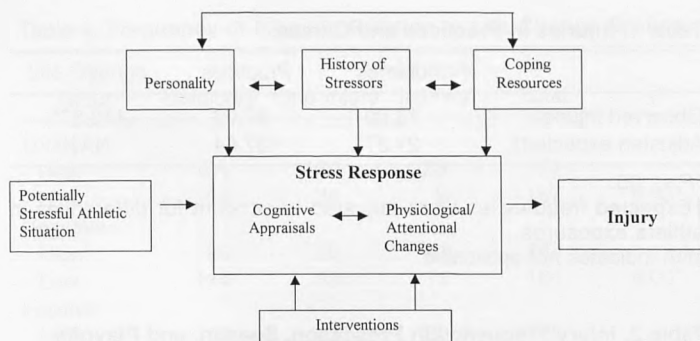 Personality
History of
Stressors
Coping
Resources
Stress Response
Potentially
Stressful Athletic
Situation
Cognitive
Appraisals
Physiological/
Attentional
Changes
Injury
Interventions